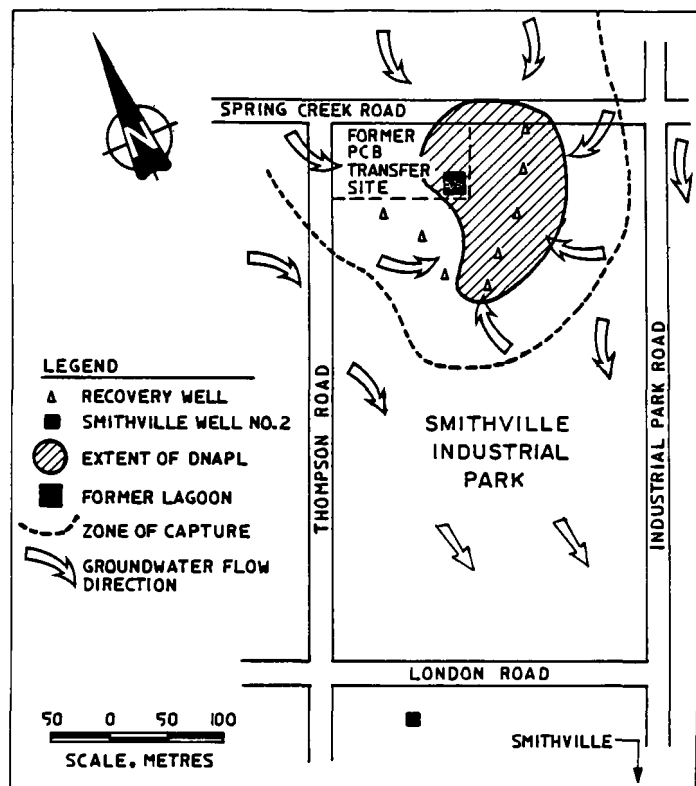 N
SPRING CREEK ROAD
FORMER
PCB
TRANSFER
SITE
LEGEND
RECOVERY WELL
SMITHVILLE WELL NO.2
EXTENT OF DNAPL
FORMER LAGOON
ZONE OF CAPTURE
GROUNDWATER FLOW
DIRECTION
THOMPSON ROAD
SMITHVILLE
INDUSTRIAL
PARK
INDUSTRIAL PARK ROAD
LONDON ROAD
50 0 50 100
SCALE, METRES
SMITHVILLE